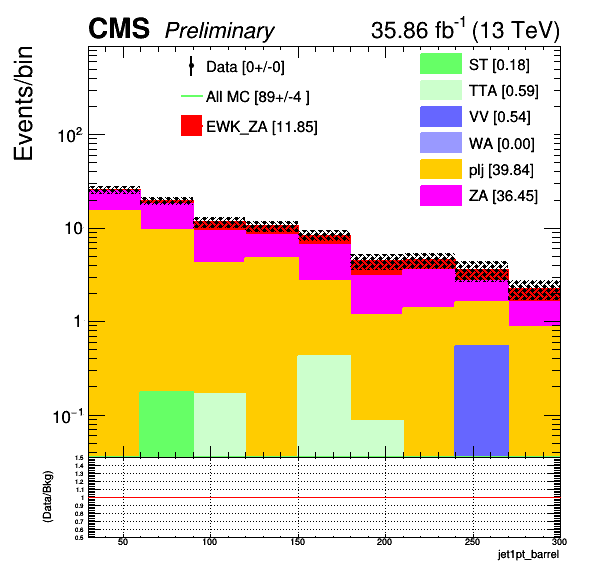 CMS Preliminary 35.86 fb⁻¹ (13 TeV)
Events/bin
Data [0+/-0]
All MC [89+/-4 ]
EWK_ZA [11.85]
ST [0.18]
TTA [0.59]
VV [0.54]
WA [0.00]
plj [39.84]
ZA [36.45]
10²
10
1
10⁻¹
(Data/Bkg)
1.5
1.4
1.3
1.2
1.1
1
0.9
0.8
0.7
0.6
0.5
50 100 150 200 250 300
jet1pt_barrel